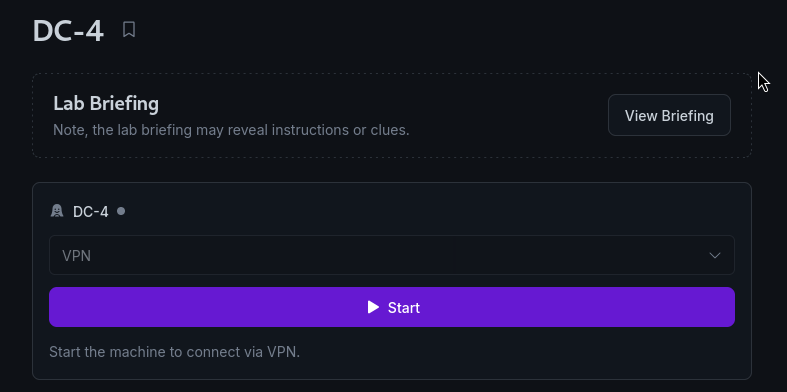 DC-4
Lab Briefing
Note, the lab briefing may reveal instructions or clues.
View Briefing
DC-4
VPN
Start
Start the machine to connect via VPN.